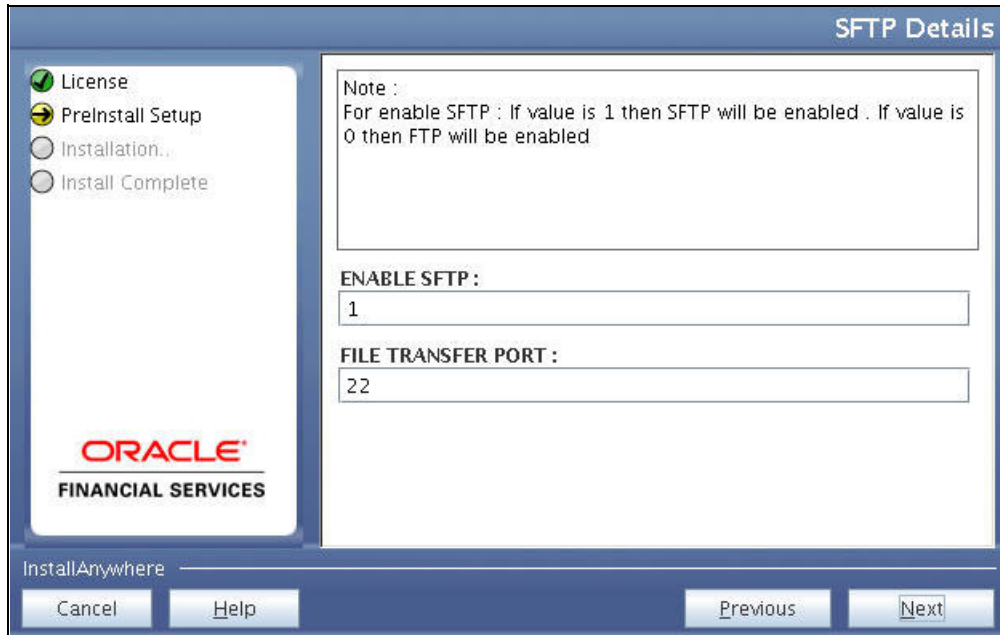 SFTP Details
License
PreInstall Setup
Installation..
Install Complete
ORACLE
FINANCIAL SERVICES
Note :
For enable SFTP : If value is 1 then SFTP will be enabled . If value is
0 then FTP will be enabled
ENABLE SFTP :
1
FILE TRANSFER PORT :
22
InstallAnywhere
Cancel
Help
Previous
Next